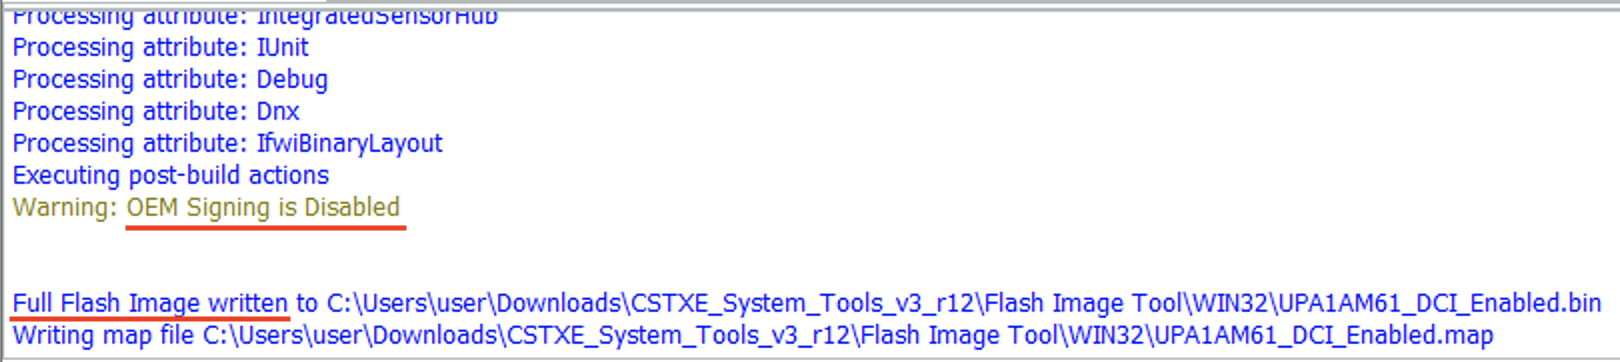 Processing attribute: IntegratedSensorHub
Processing attribute: IUnit
Processing attribute: Debug
Processing attribute: Dnx
Processing attribute: IfwiBinaryLayout
Executing post-build actions
Warning: OEM Signing is Disabled
Full Flash Image written to C:\Users\user\Downloads\CSTXE_System_Tools_v3_r12\Flash Image Tool\WIN32\UPA1AM61_DCI_Enabled.bin
Writing map file C:\Users\user\Downloads\CSTXE_System_Tools_v3_r12\Flash Image Tool\WIN32\UPA1AM61_DCI_Enabled.map